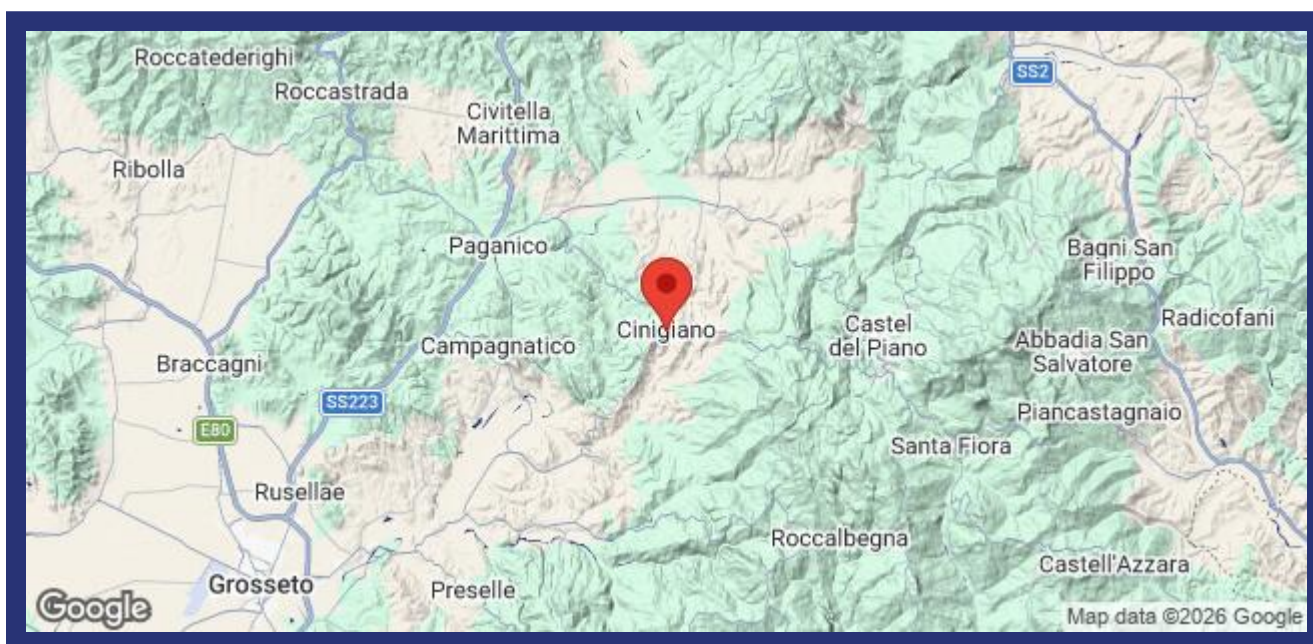 Roccatederighi
Roccastrada
SS2
Civitella
Marittima
Ribolla
Paganico
Bagni San
Filippo
Cinigiano
Castel
del Piano
Radicofani
Campagnatico
Abbadia San
Salvatore
Braccagni
SS223
Piancastagnaio
E80
Santa Fiora
Rusellae
Roccalbegna
Castell'Azzara
Grosseto
Preselle
Google
Map data ©2026 Google